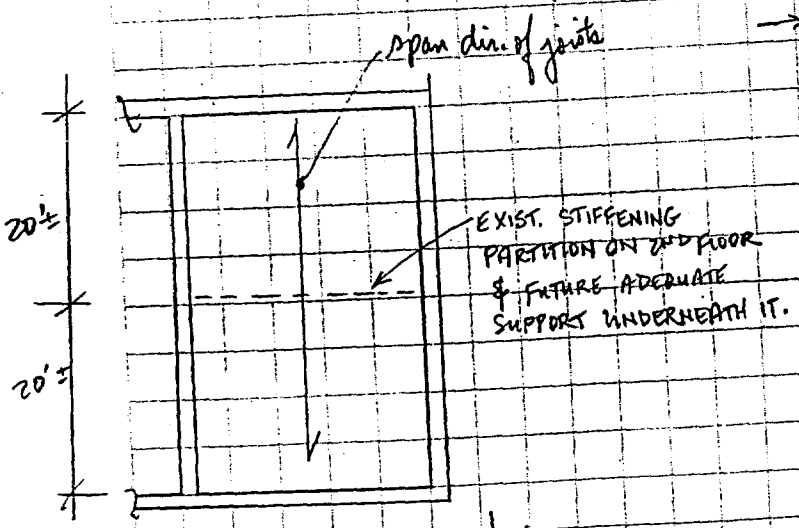 span dir. of joists
20'±
EXIST. STIFFENING
PARTITION ON 2ND FLOOR
& FUTURE ADEQUATE
SUPPORT UNDERNEATH IT.
20'±